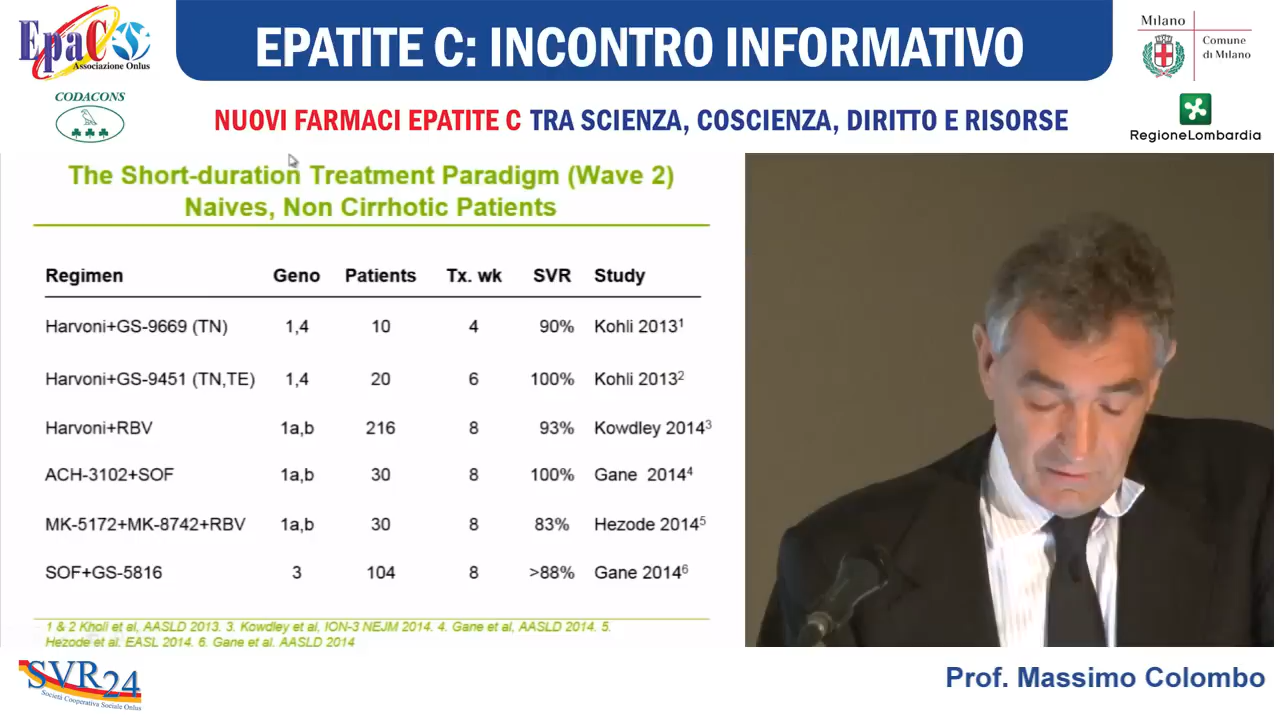 EpaC
Associazione Onlus
EPATITE C: INCONTRO INFORMATIVO
Milano
Comune
di Milano
CODACONS
NUOVI FARMACI EPATITE C TRA SCIENZA, COSCIENZA, DIRITTO E RISORSE
RegioneLombardia
The Short-duration Treatment Paradigm (Wave 2)
Naives, Non Cirrhotic Patients
Regimen Geno Patients Tx. wk SVR Study
Harvoni+GS-9669 (TN) 1,4 10 4 90% Kohli 2013¹
Harvoni+GS-9451 (TN,TE) 1,4 20 6 100% Kohli 2013²
Harvoni+RBV 1a,b 216 8 93% Kowdley 2014³
ACH-3102+SOF 1a,b 30 8 100% Gane 2014⁴
MK-5172+MK-8742+RBV 1a,b 30 8 83% Hezode 2014⁵
SOF+GS-5816 3 104 8 >88% Gane 2014⁶
1 & 2 Kholi et al, AASLD 2013. 3. Kowdley et al, ION-3 NEJM 2014. 4. Gane et al, AASLD 2014. 5.
Hezode et al. EASL 2014. 6. Gane et al. AASLD 2014
SVR24
Società Cooperativa Sociale Onlus
Prof. Massimo Colombo